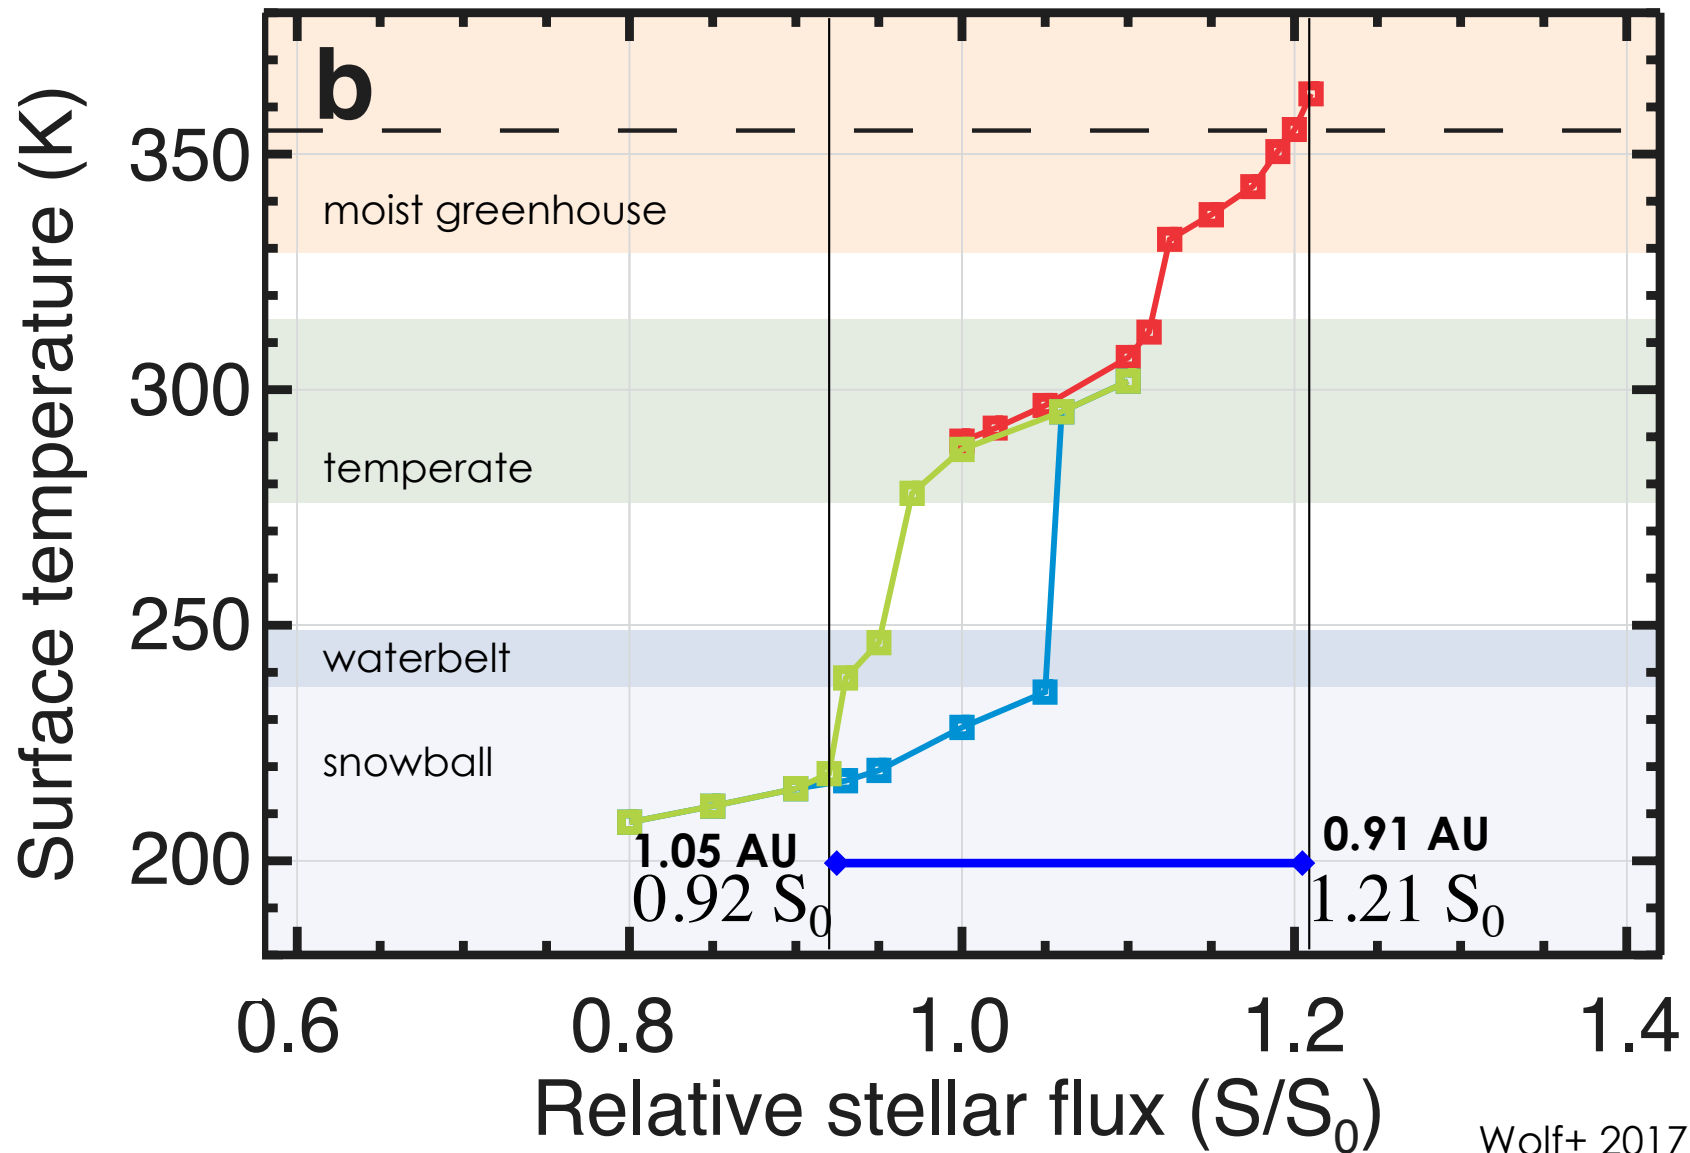 b
Surface temperature (K)
350
300
250
200
moist greenhouse
temperate
waterbelt
snowball
1.05 AU
0.92 S₀
0.91 AU
1.21 S₀
0.6 0.8 1.0 1.2 1.4
Relative stellar flux (S/S₀)
Wolf+ 2017